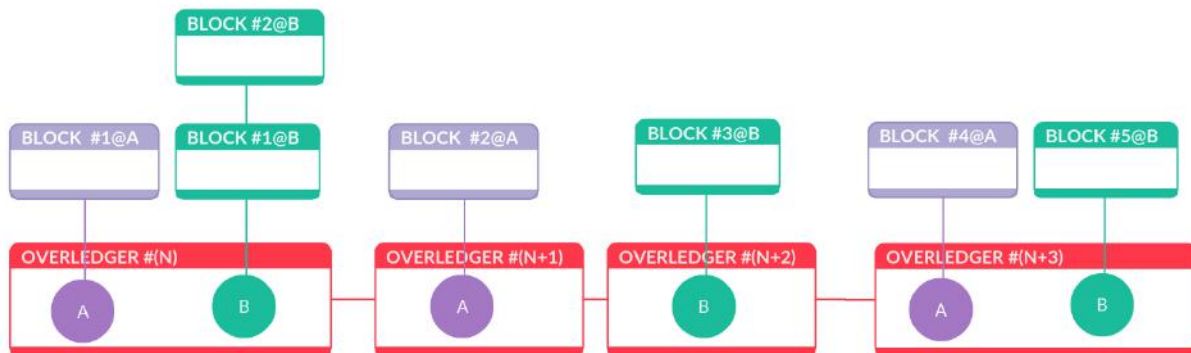 BLOCK #2@B
BLOCK #1@A
BLOCK #1@B
BLOCK #2@A
BLOCK #3@B
BLOCK #4@A
BLOCK #5@B
OVERLEDGER #(N)
OVERLEDGER #(N+1)
OVERLEDGER #(N+2)
OVERLEDGER #(N+3)
A
B
A
B
A
B